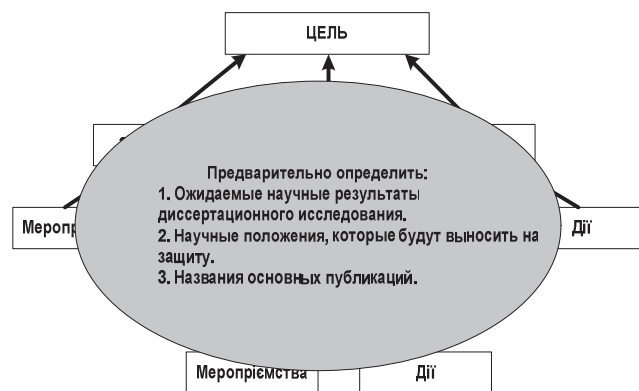 ЦЕЛЬ
Предварительно определить:
1. Ожидаемые научные результаты
диссертационного исследования.
2. Научные положения, которые будут выносить на
защиту.
3. Названия основных публикаций.
Дії
Меропріємства
Дії